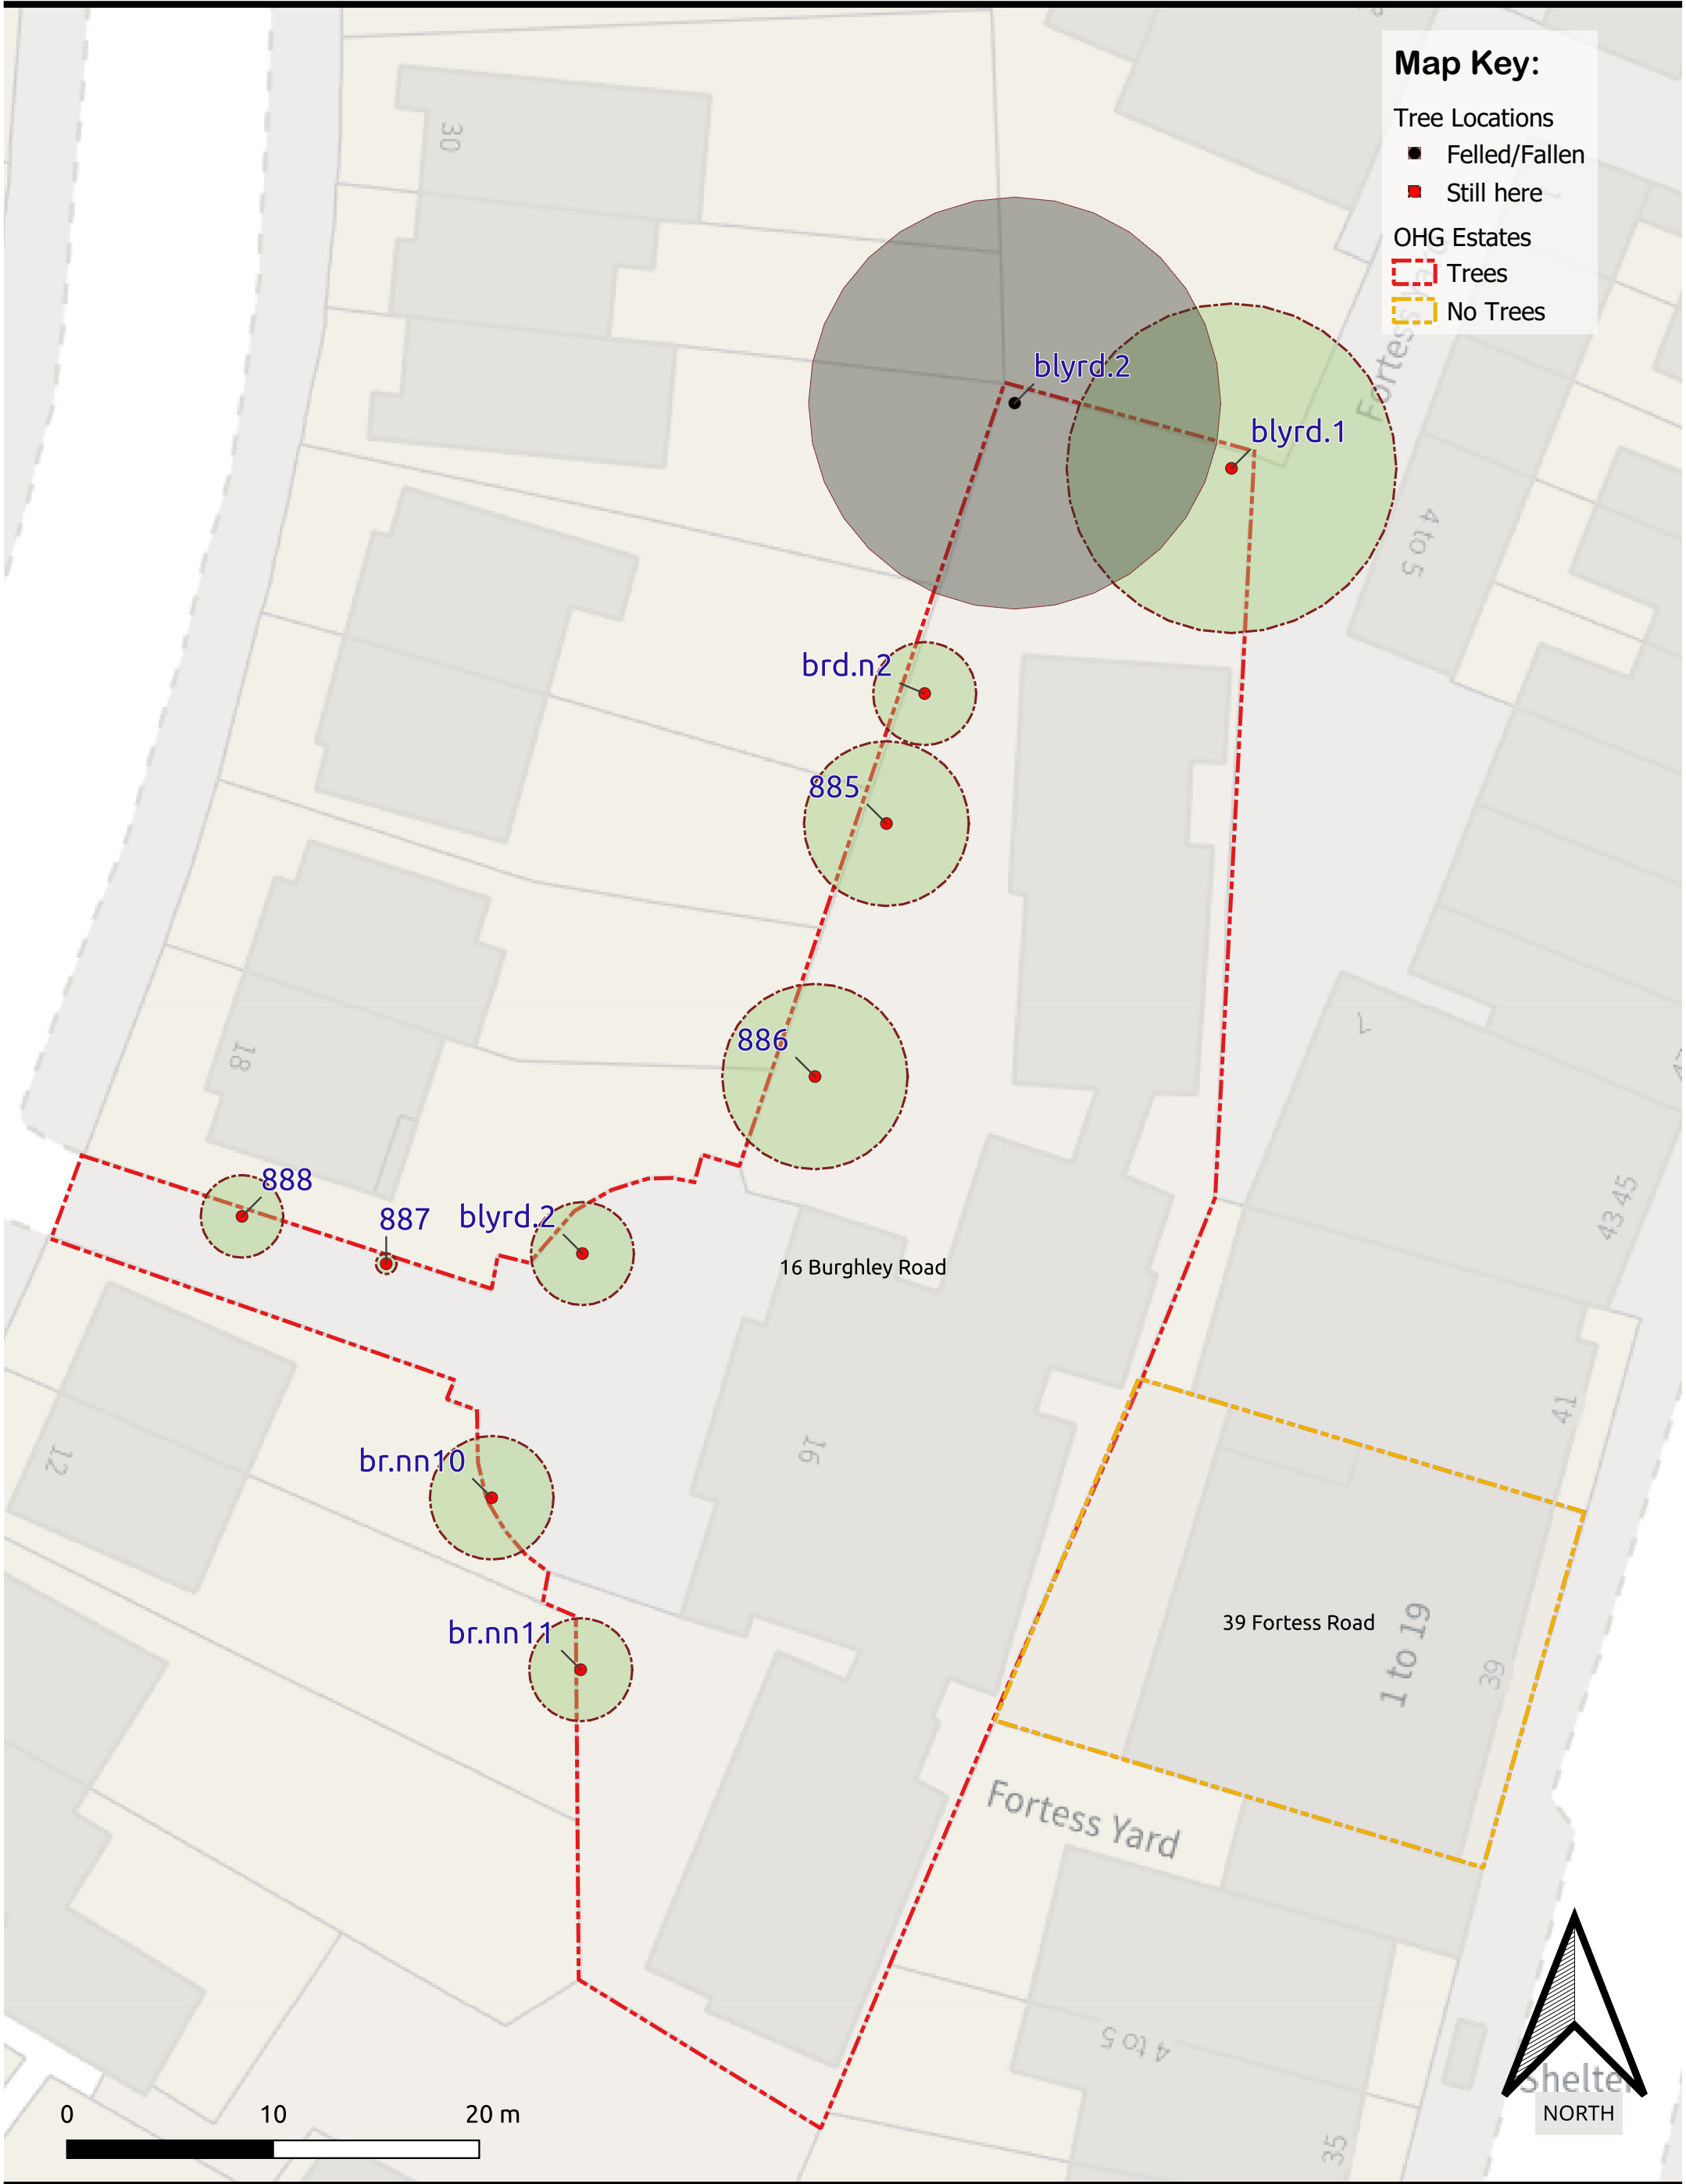 Map Key:
Tree Locations
Felled/Fallen
Still here
OHG Estates
Trees
No Trees
30
blyrd.2
blyrd.1
4 to 5
brd.n2
885
886
7
18
43 45
888
887
blyrd.2
16 Burghley Road
41
12
br.nn10
16
39 Fortess Road
1 to 19
39
br.nn11
Fortess Yard
4 to 5
Shelter
NORTH
35
0 10 20 m